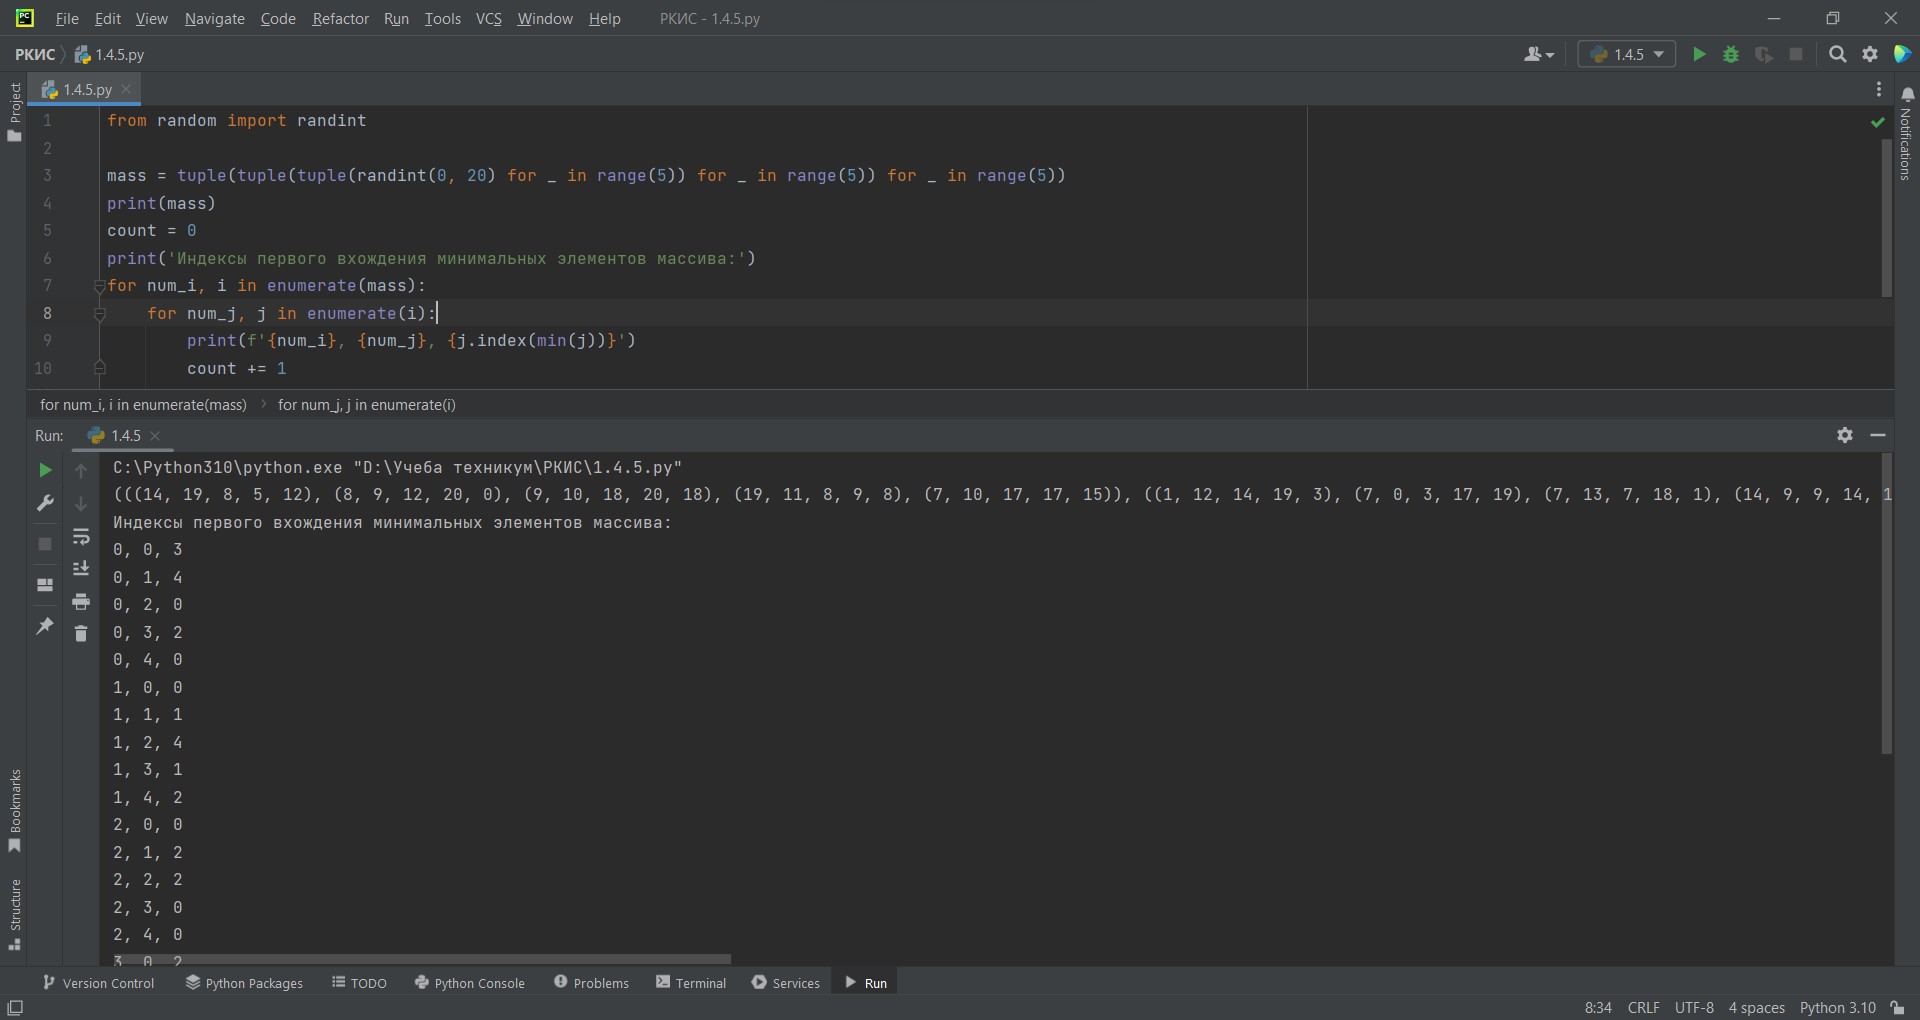 File Edit View Navigate Code Refactor Run Tools VCS Window Help РКИС - 1.4.5.py
РКИС 1.4.5.py 1.4.5
Project
1.4.5.py
Notifications
1 from random import randint
2
3 mass = tuple(tuple(tuple(randint(0, 20) for _ in range(5)) for _ in range(5)) for _ in range(5))
4 print(mass)
5 count = 0
6 print('Индексы первого вхождения минимальных элементов массива:')
7 for num_i, i in enumerate(mass):
8 for num_j, j in enumerate(i):
9 print(f'{num_i}, {num_j}, {j.index(min(j))}')
10 count += 1
for num_i, i in enumerate(mass) for num_j, j in enumerate(i)
Run: 1.4.5
C:\Python310\python.exe "D:\Учеба техникум\РКИС\1.4.5.py"
(((14, 19, 8, 5, 12), (8, 9, 12, 20, 0), (9, 10, 18, 20, 18), (19, 11, 8, 9, 8), (7, 10, 17, 17, 15)), ((1, 12, 14, 19, 3), (7, 0, 3, 17, 19), (7, 13, 7, 18, 1), (14, 9, 9, 14, 1
Индексы первого вхождения минимальных элементов массива:
0, 0, 3
0, 1, 4
0, 2, 0
0, 3, 2
0, 4, 0
1, 0, 0
1, 1, 1
1, 2, 4
1, 3, 1
1, 4, 2
2, 0, 0
2, 1, 2
2, 2, 2
2, 3, 0
2, 4, 0
3, 0, 2
Bookmarks
Structure
Version Control Python Packages TODO Python Console Problems Terminal Services Run
8:34 CRLF UTF-8 4 spaces Python 3.10